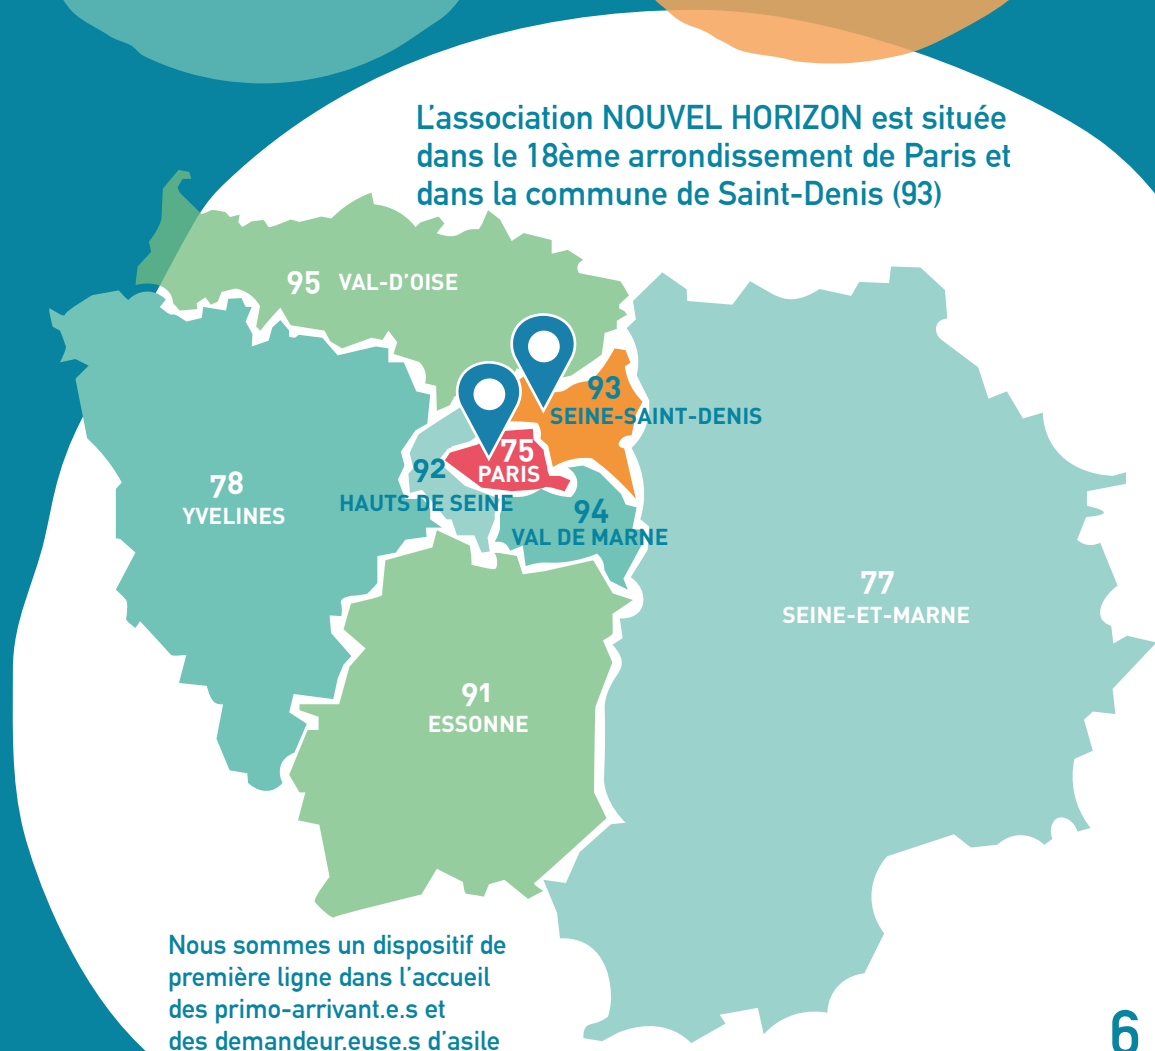 L'association NOUVEL HORIZON est située
dans le 18ème arrondissement de Paris et
dans la commune de Saint-Denis (93)
95 VAL-D'OISE
93
SEINE-SAINT-DENIS
75
PARIS
92
HAUTS DE SEINE
78
YVELINES
94
VAL DE MARNE
77
SEINE-ET-MARNE
91
ESSONNE
Nous sommes un dispositif de
première ligne dans l'accueil
des primo-arrivant.e.s et
des demandeur.euse.s d'asile
6